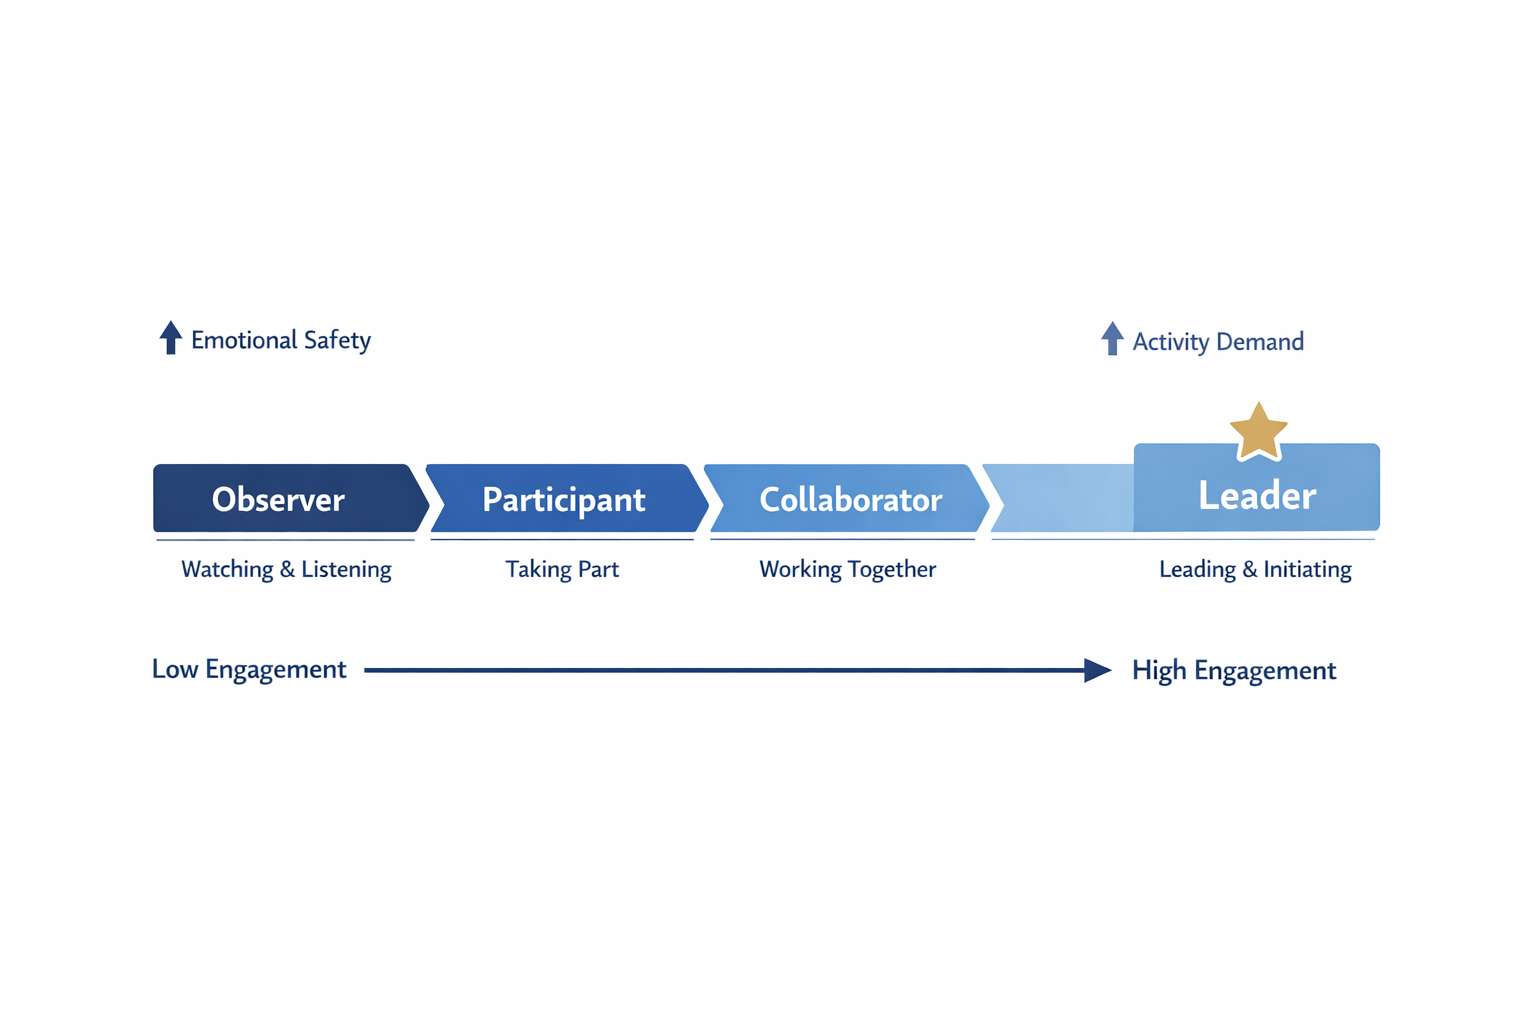 Emotional Safety
Activity Demand
Observer
Participant
Collaborator
Leader
Watching & Listening
Taking Part
Working Together
Leading & Initiating
Low Engagement
High Engagement